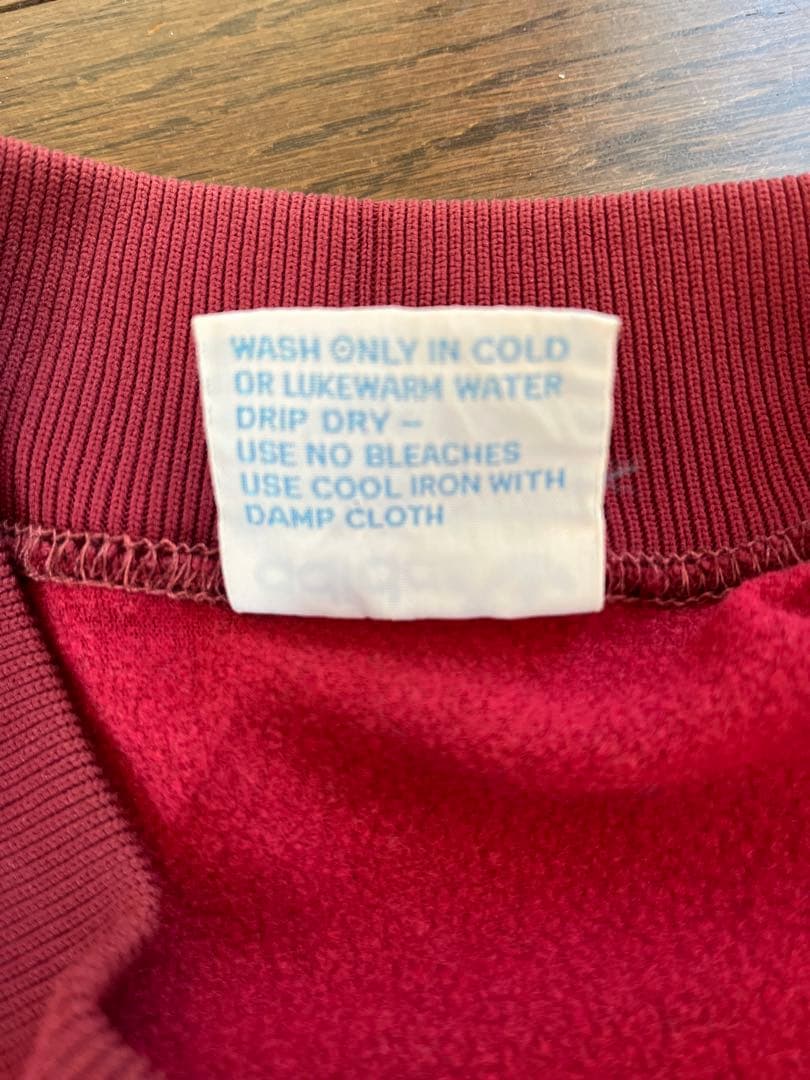 WASH ONLY IN COLD
OR LUKEWARM WATER
DRIP DRY –
USE NO BLEACHES
USE COOL IRON WITH
DAMP CLOTH